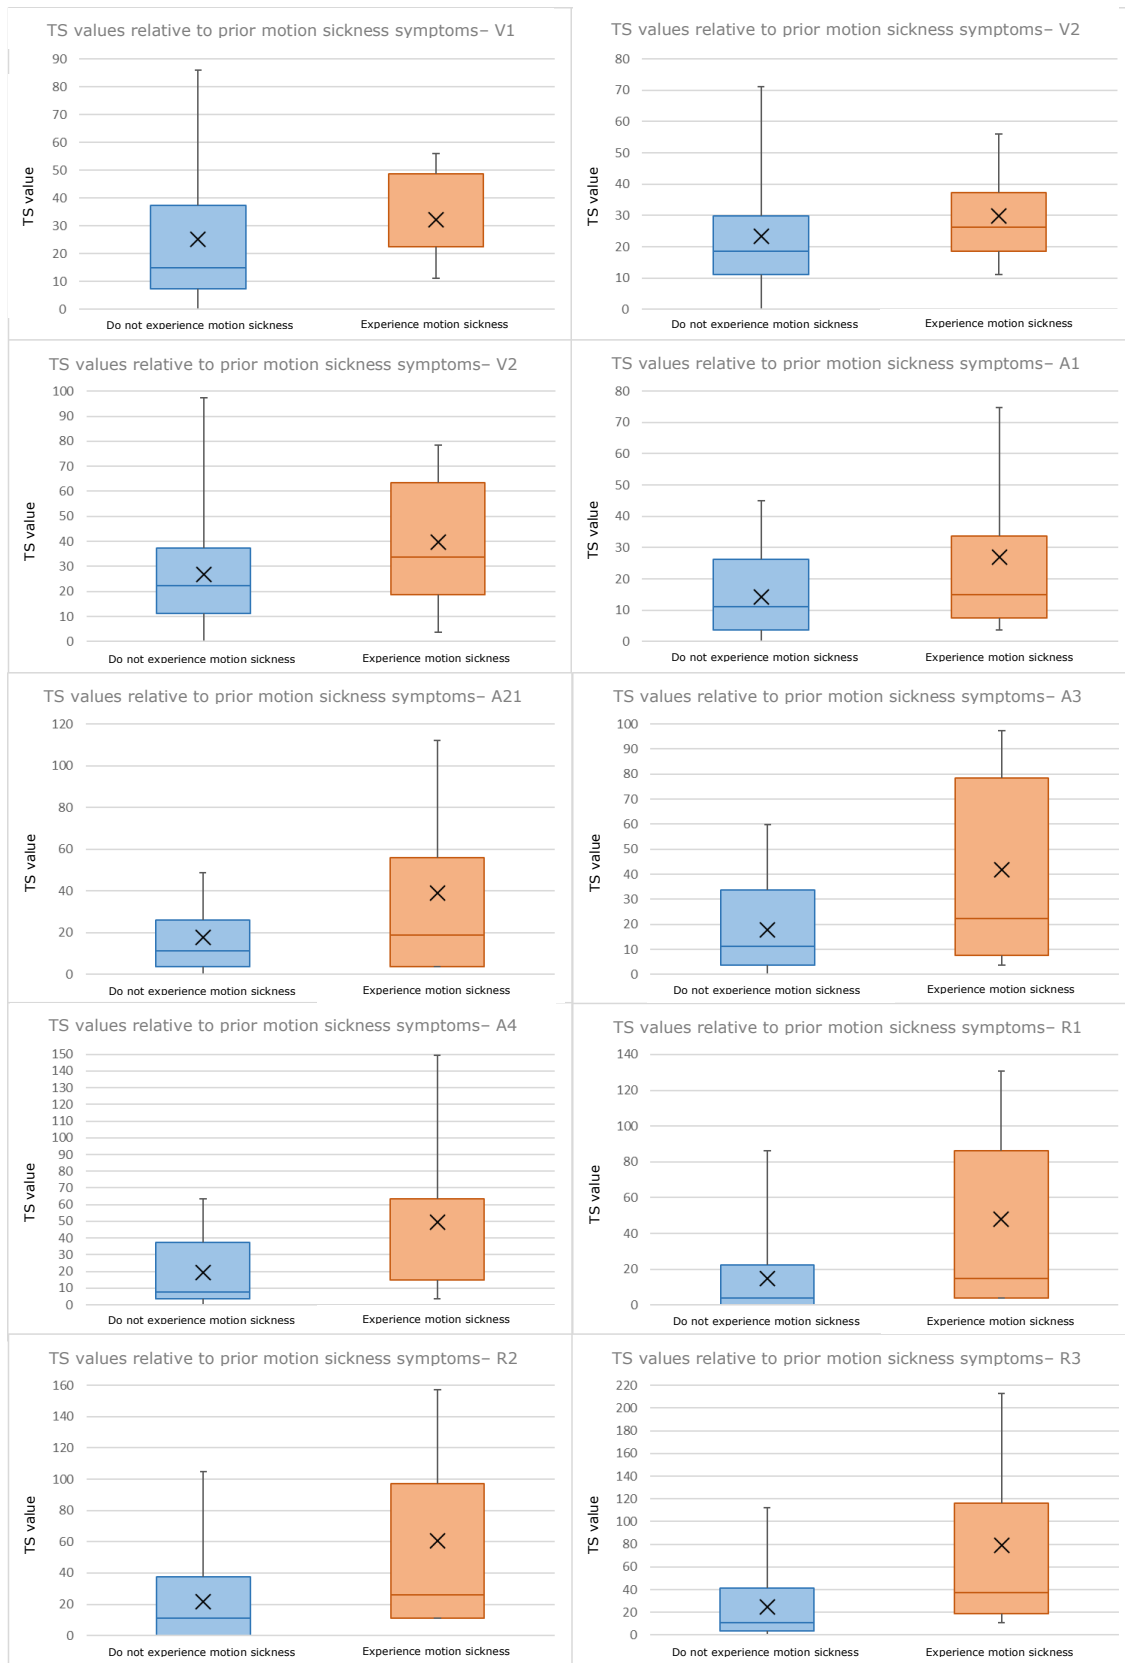 TS values relative to prior motion sickness symptoms– V1
90
80
70
60
50
40
30
20
10
0
TS value
Do not experience motion sickness
Experience motion sickness
TS values relative to prior motion sickness symptoms– V2
80
70
60
50
40
30
20
10
0
TS value
Do not experience motion sickness
Experience motion sickness
TS values relative to prior motion sickness symptoms– V2
100
90
80
70
60
50
40
30
20
10
0
TS value
Do not experience motion sickness
Experience motion sickness
TS values relative to prior motion sickness symptoms– A1
80
70
60
50
40
30
20
10
0
TS value
Do not experience motion sickness
Experience motion sickness
TS values relative to prior motion sickness symptoms– A21
120
100
80
60
40
20
0
TS value
Do not experience motion sickness
Experience motion sickness
TS values relative to prior motion sickness symptoms– A3
100
90
80
70
60
50
40
30
20
10
0
TS value
Do not experience motion sickness
Experience motion sickness
TS values relative to prior motion sickness symptoms– A4
150
140
130
120
110
100
90
80
70
60
50
40
30
20
10
0
TS value
Do not experience motion sickness
Experience motion sickness
TS values relative to prior motion sickness symptoms– R1
140
120
100
80
60
40
20
0
TS value
Do not experience motion sickness
Experience motion sickness
TS values relative to prior motion sickness symptoms– R2
160
140
120
100
80
60
40
20
0
TS value
Do not experience motion sickness
Experience motion sickness
TS values relative to prior motion sickness symptoms– R3
220
200
180
160
140
120
100
80
60
40
20
0
TS value
Do not experience motion sickness
Experience motion sickness